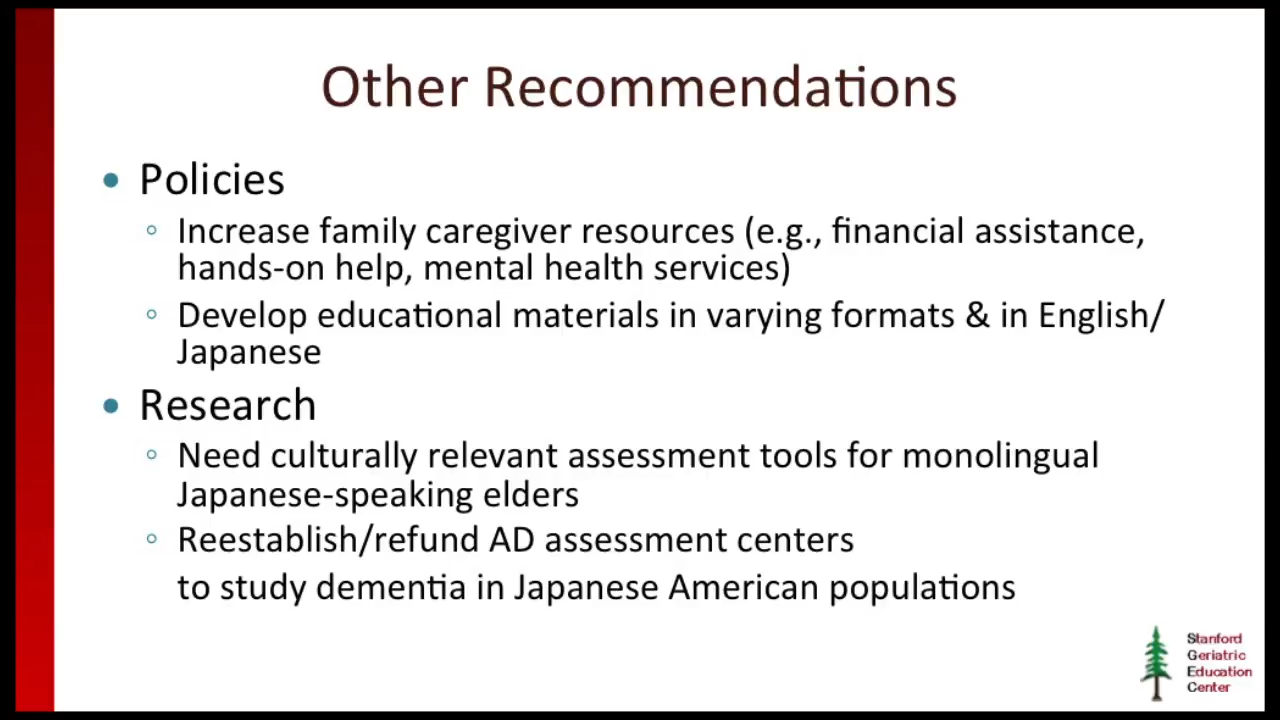 Other Recommendations
• Policies
◦ Increase family caregiver resources (e.g., financial assistance,
hands-on help, mental health services)
◦ Develop educational materials in varying formats & in English/
Japanese
• Research
◦ Need culturally relevant assessment tools for monolingual
Japanese-speaking elders
◦ Reestablish/refund AD assessment centers
to study dementia in Japanese American populations
Stanford
Geriatric
Education
Center